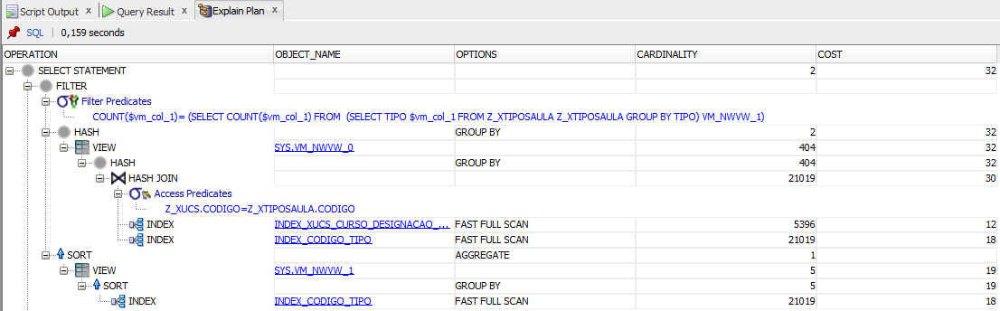 Script Output x Query Result x Explain Plan x
SQL | 0,159 seconds
OPERATION OBJECT_NAME OPTIONS CARDINALITY COST
SELECT STATEMENT 2 32
FILTER
Filter Predicates
COUNT($vm_col_1)= (SELECT COUNT($vm_col_1) FROM (SELECT TIPO $vm_col_1 FROM Z_XTIPOSAULA Z_XTIPOSAULA GROUP BY TIPO) VM_NWVW_1)
HASH GROUP BY 2 32
VIEW SYS.VM_NWVW_0 404 32
HASH GROUP BY 404 32
HASH JOIN 21019 30
Access Predicates
Z_XUCS.CODIGO=Z_XTIPOSAULA.CODIGO
INDEX INDEX_XUCS_CURSO_DESIGNACAO_... FAST FULL SCAN 5396 12
INDEX INDEX_CODIGO_TIPO FAST FULL SCAN 21019 18
SORT AGGREGATE 1
VIEW SYS.VM_NWVW_1 5 19
SORT GROUP BY 5 19
INDEX INDEX_CODIGO_TIPO FAST FULL SCAN 21019 18